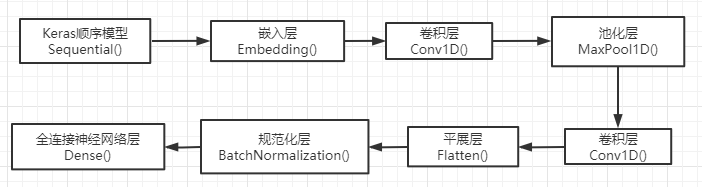 Keras顺序模型
Sequential()
嵌入层
Embedding()
卷积层
Conv1D()
池化层
MaxPool1D()
卷积层
Conv1D()
平展层
Flatten()
规范化层
BatchNormalization()
全连接神经网络层
Dense()